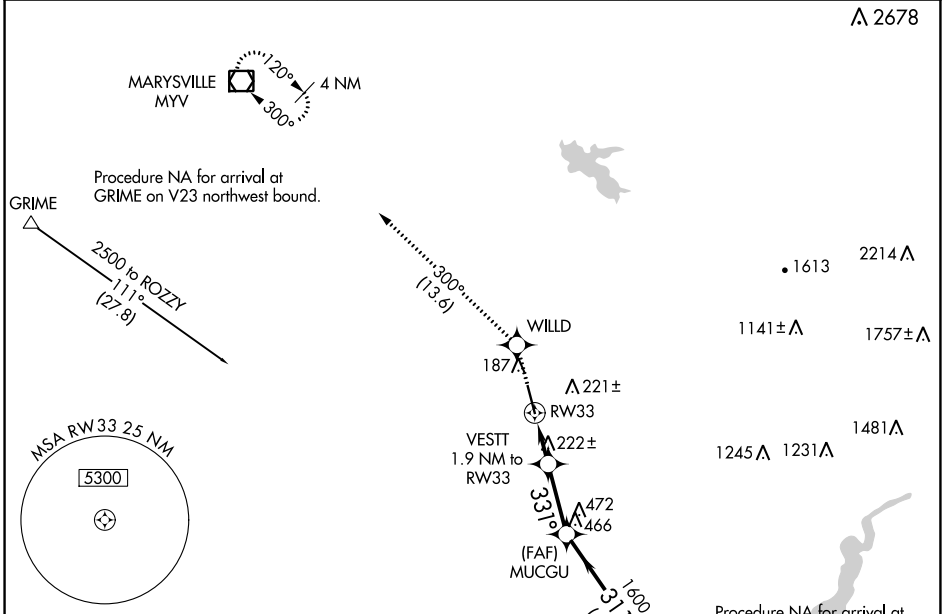 2678
MARYSVILLE
MYV
120°
4 NM
300°
Procedure NA for arrival at
GRIME on V23 northwest bound.
GRIME
2500 to ROZZY
111°
(27.8)
300°
(13.6)
1613
2214
1141±
1757±
WILLD
187
221±
RW33
MSA RW33 25 NM
5300
VESTT
1.9 NM to
RW33
222±
1481
1245
1231
331°
472
466
(FAF)
MUCGU
1600
Procedure NA for arrival at